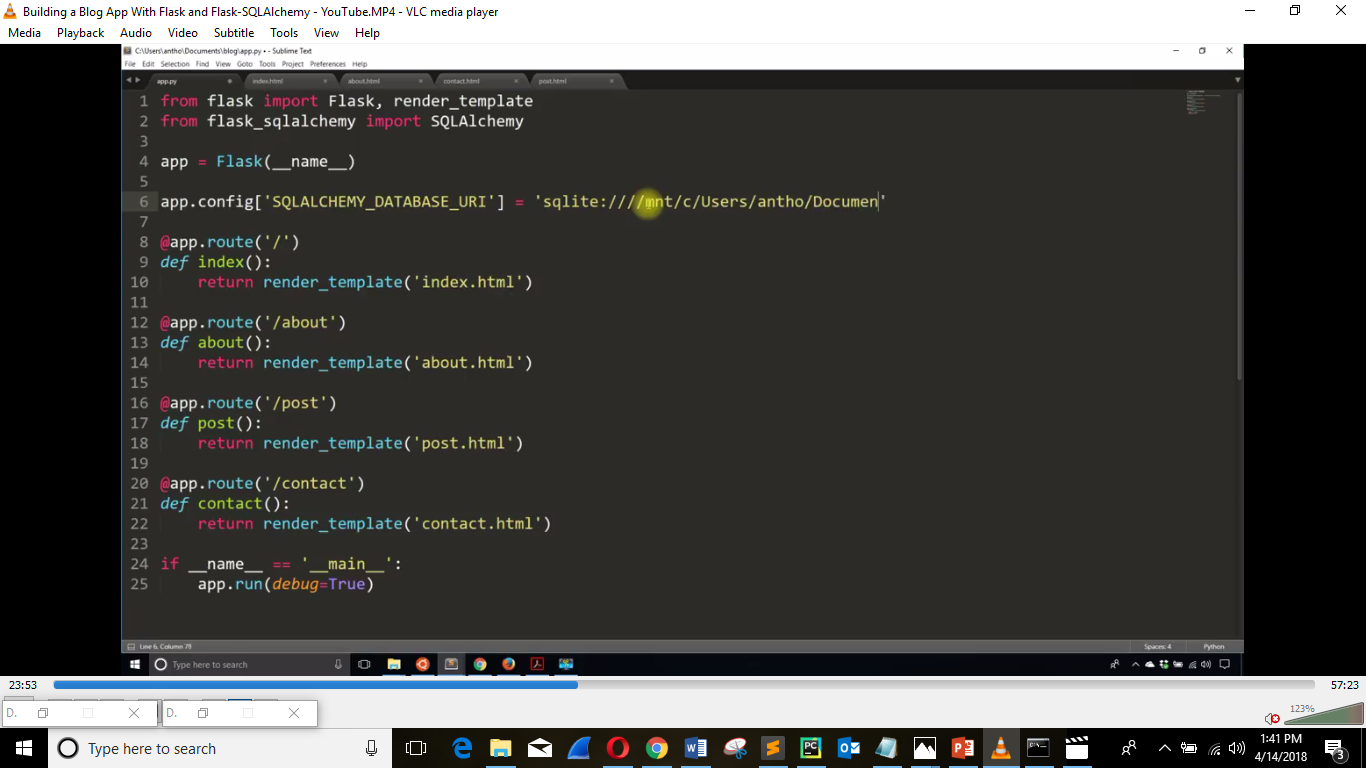 Building a Blog App With Flask and Flask-SQLAlchemy - YouTube.MP4 - VLC media player
Media Playback Audio Video Subtitle Tools View Help
C:\Users\antho\Documents\blog\app.py • - Sublime Text
File Edit Selection Find View Goto Tools Project Preferences Help
app.py index.html about.html contact.html post.html
1 from flask import Flask, render_template
2 from flask_sqlalchemy import SQLAlchemy
3
4 app = Flask(__name__)
5
6 app.config['SQLALCHEMY_DATABASE_URI'] = 'sqlite:////mnt/c/Users/antho/Documen'
7
8 @app.route('/')
9 def index():
10 return render_template('index.html')
11
12 @app.route('/about')
13 def about():
14 return render_template('about.html')
15
16 @app.route('/post')
17 def post():
18 return render_template('post.html')
19
20 @app.route('/contact')
21 def contact():
22 return render_template('contact.html')
23
24 if __name__ == '__main__':
25 app.run(debug=True)
Line 6, Column 79 Spaces: 4 Python
Type here to search
23:53 57:23
D. D.
123%
Type here to search
1:41 PM
4/14/2018
3